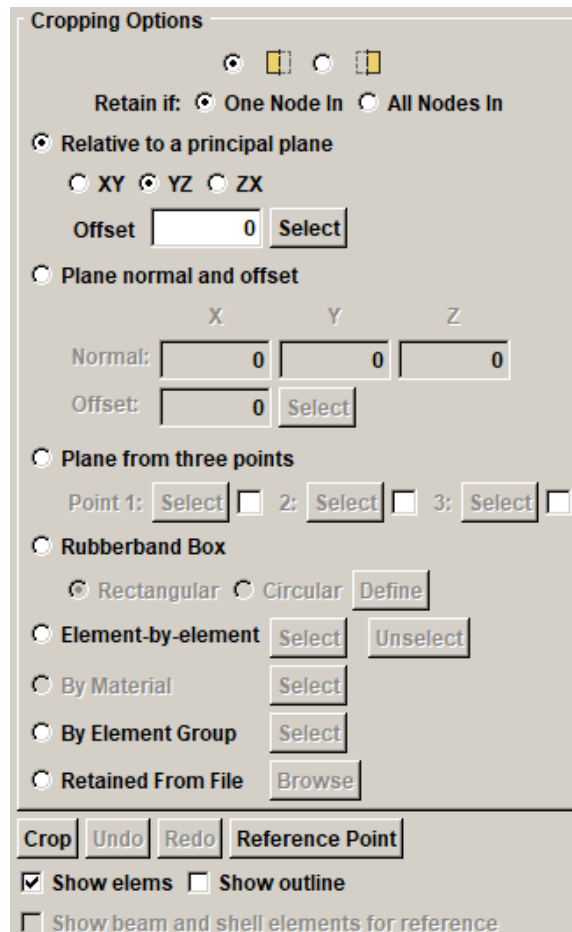 Cropping Options
Retain if: One Node In All Nodes In
Relative to a principal plane
XY YZ ZX
Offset 0 Select
Plane normal and offset
X Y Z
Normal: 0 0 0
Offset: 0 Select
Plane from three points
Point 1: Select 2: Select 3: Select
Rubberband Box
Rectangular Circular Define
Element-by-element Select Unselect
By Material Select
By Element Group Select
Retained From File Browse
Crop Undo Redo Reference Point
Show elems Show outline
Show beam and shell elements for reference